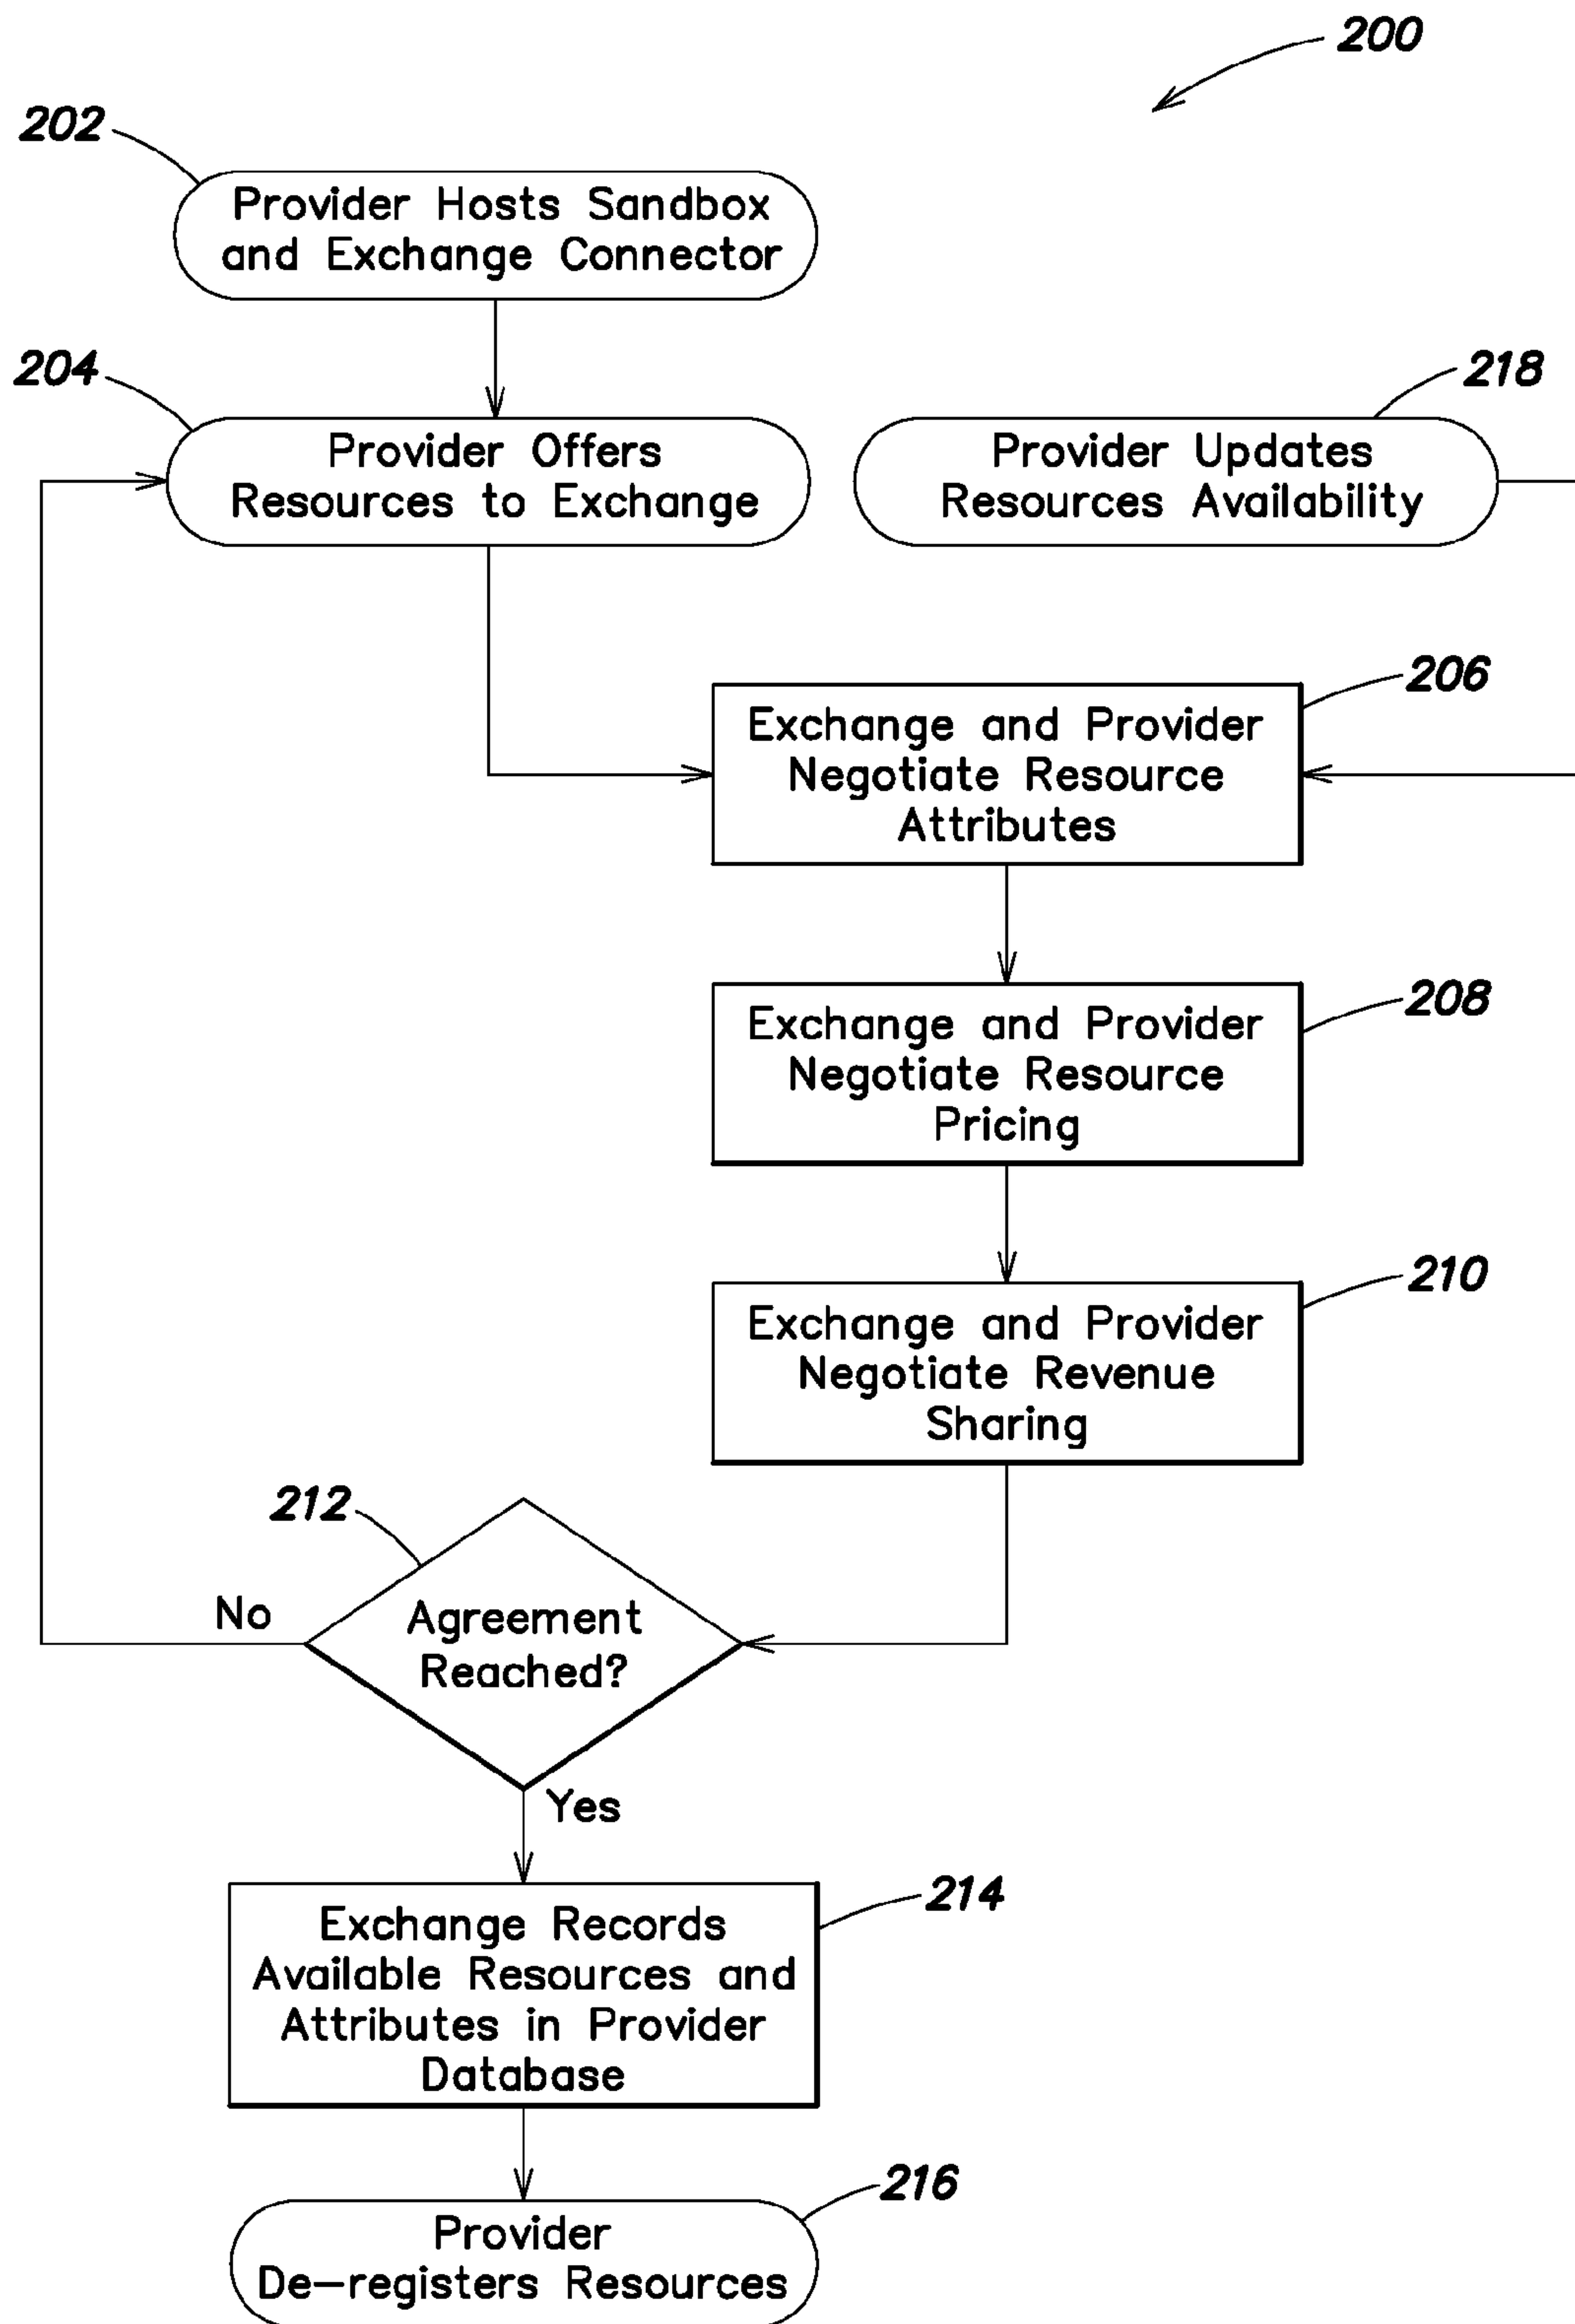 200
202
Provider Hosts Sandbox
and Exchange Connector
204
Provider Offers
Resources to Exchange
218
Provider Updates
Resources Availability
206
Exchange and Provider
Negotiate Resource
Attributes
208
Exchange and Provider
Negotiate Resource
Pricing
210
Exchange and Provider
Negotiate Revenue
Sharing
212
Agreement
Reached?
No
Yes
214
Exchange Records
Available Resources and
Attributes in Provider
Database
216
Provider
De-registers Resources